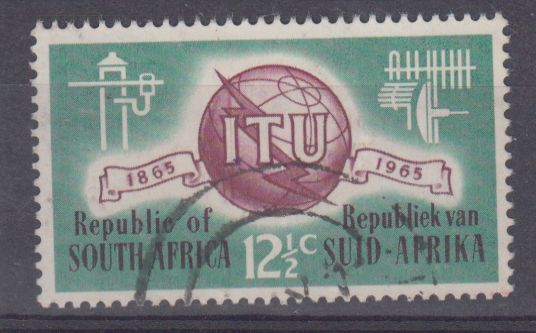 ITU
1865
1965
Republic of
SOUTH AFRICA
12½c
Republiek van
SUID-AFRIKA